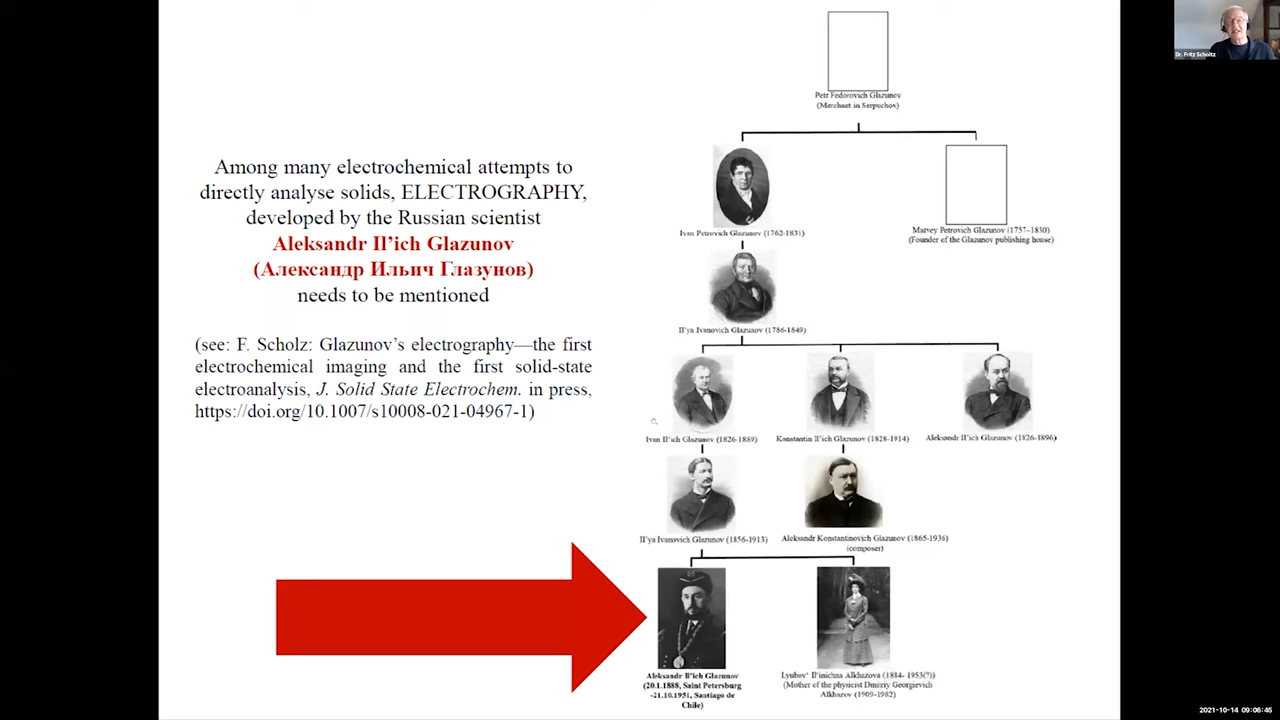 Among many electrochemical attempts to
directly analyse solids, ELECTROGRAPHY,
developed by the Russian scientist
Aleksandr Il’ich Glazunov
(Александр Ильич Глазунов)
needs to be mentioned
(see: F. Scholz: Glazunov’s electrography—the first
electrochemical imaging and the first solid-state
electroanalysis, J. Solid State Electrochem. in press,
https://doi.org/10.1007/s10008-021-04967-1)
Petr Fedorovich Glazunov
(Merchant in Serpuchov)
Ivan Petrovich Glazunov (1762-1831)
Matvey Petrovich Glazunov (1757–1830)
(Founder of the Glazunov publishing house)
Il’ya Ivanovich Glazunov (1786-1849)
Ivan Il’ich Glazunov (1826-1889)
Konstantin Il’ich Glazunov (1828-1914)
Aleksandr Il’ich Glazunov (1826-1896)
Il’ya Ivanovich Glazunov (1856-1913)
Aleksandr Konstantinovich Glazunov (1865-1936)
(composer)
Aleksandr Il’ich Glazunov
(20.1.1888, Saint Petersburg
-21.10.1951, Santiago de
Chile)
Lyubov’ Il’inichna Alkhazova (1884- 1953(?))
(Mother of the physicist Dmitriy Georgievich
Alkhazov (1909-1982)
Dr. Fritz Scholtz
2021-10-14 09:06:45